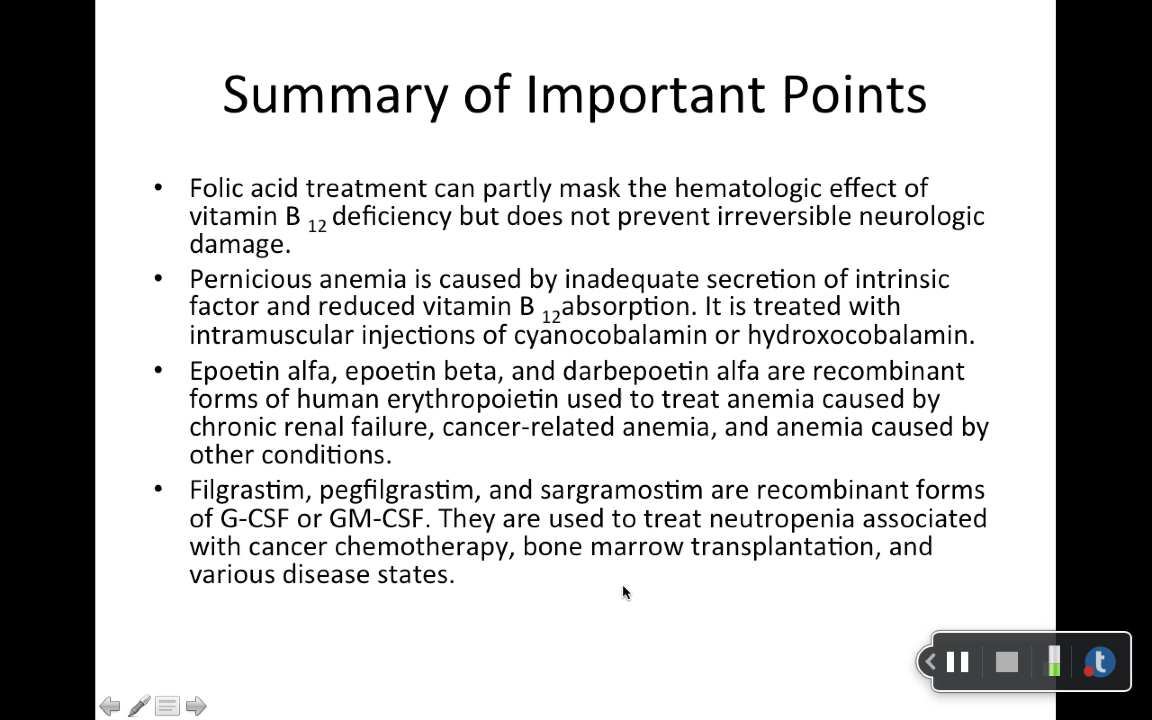 Summary of Important Points
• Folic acid treatment can partly mask the hematologic effect of
vitamin B 12 deficiency but does not prevent irreversible neurologic
damage.
• Pernicious anemia is caused by inadequate secretion of intrinsic
factor and reduced vitamin B 12absorption. It is treated with
intramuscular injections of cyanocobalamin or hydroxocobalamin.
• Epoetin alfa, epoetin beta, and darbepoetin alfa are recombinant
forms of human erythropoietin used to treat anemia caused by
chronic renal failure, cancer-related anemia, and anemia caused by
other conditions.
• Filgrastim, pegfilgrastim, and sargramostim are recombinant forms
of G-CSF or GM-CSF. They are used to treat neutropenia associated
with cancer chemotherapy, bone marrow transplantation, and
various disease states.
t